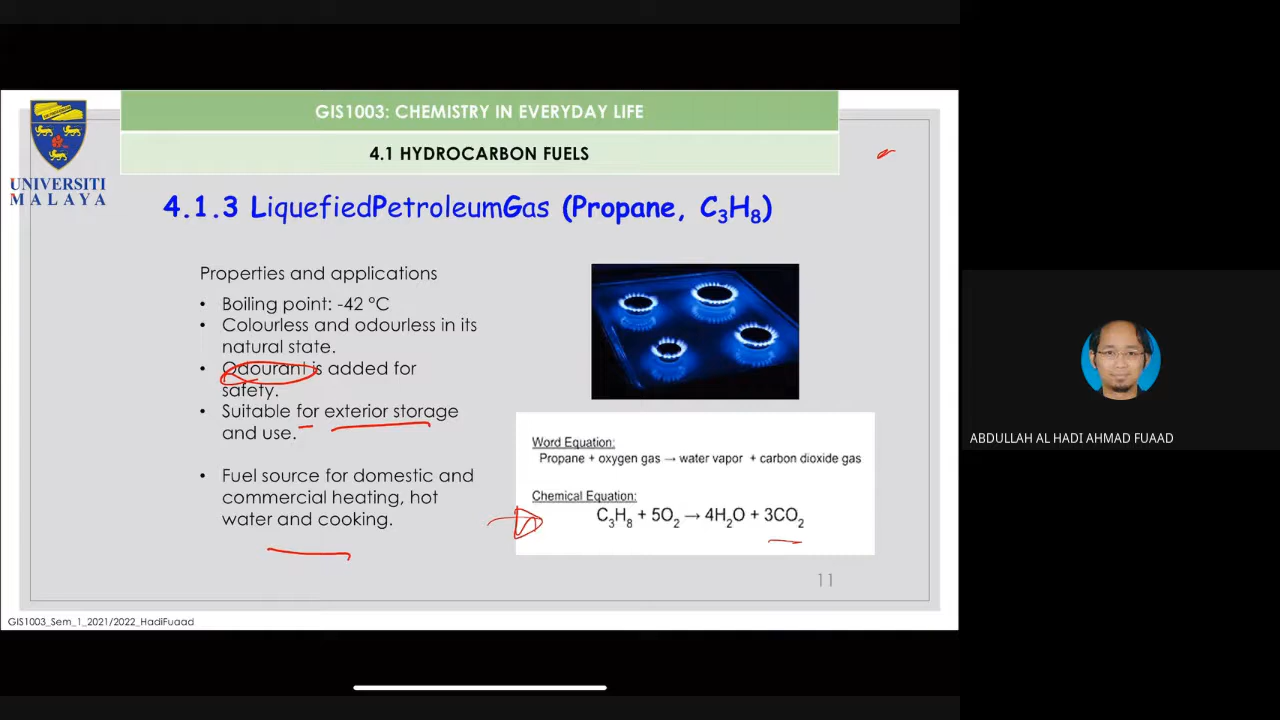 GIS1003: CHEMISTRY IN EVERYDAY LIFE
4.1 HYDROCARBON FUELS
UNIVERSITI
MALAYA
4.1.3 LiquefiedPetroleumGas (Propane, C₃H₈)
Properties and applications
• Boiling point: -42 °C
• Colourless and odourless in its
natural state.
• Odourant is added for
safety.
• Suitable for exterior storage
and use.
• Fuel source for domestic and
commercial heating, hot
water and cooking.
Word Equation:
Propane + oxygen gas → water vapor + carbon dioxide gas
Chemical Equation:
C₃H₈ + 5O₂ → 4H₂O + 3CO₂
11
GIS1003_Sem_1_2021/2022_HadiFuaad
ABDULLAH AL HADI AHMAD FUAAD